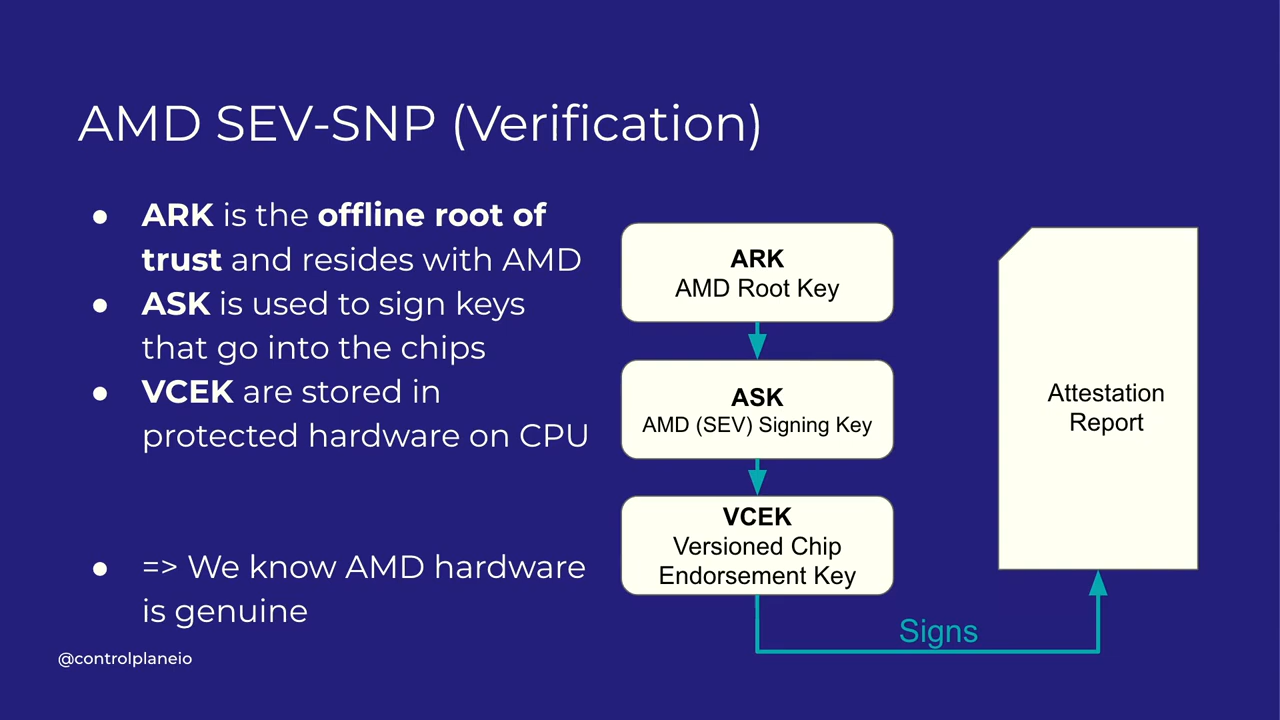 AMD SEV-SNP (Verification)
● ARK is the offline root of
trust and resides with AMD
● ASK is used to sign keys
that go into the chips
● VCEK are stored in
protected hardware on CPU
● => We know AMD hardware
is genuine
@controlplaneio
ARK
AMD Root Key
ASK
AMD (SEV) Signing Key
VCEK
Versioned Chip
Endorsement Key
Signs
Attestation
Report